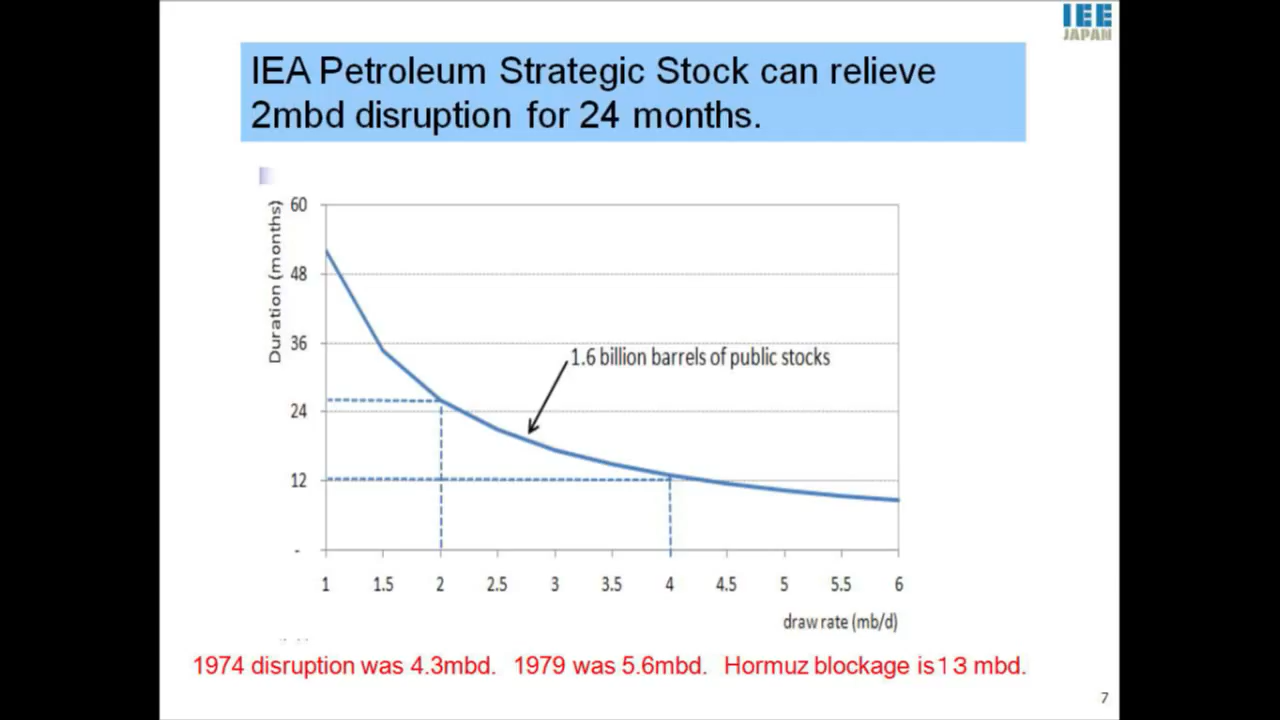 IEE
JAPAN
IEA Petroleum Strategic Stock can relieve
2mbd disruption for 24 months.
Duration (months)
60
48
36
24
12
-
1.6 billion barrels of public stocks
1 1.5 2 2.5 3 3.5 4 4.5 5 5.5 6
draw rate (mb/d)
1974 disruption was 4.3mbd. 1979 was 5.6mbd. Hormuz blockage is 13 mbd.
7